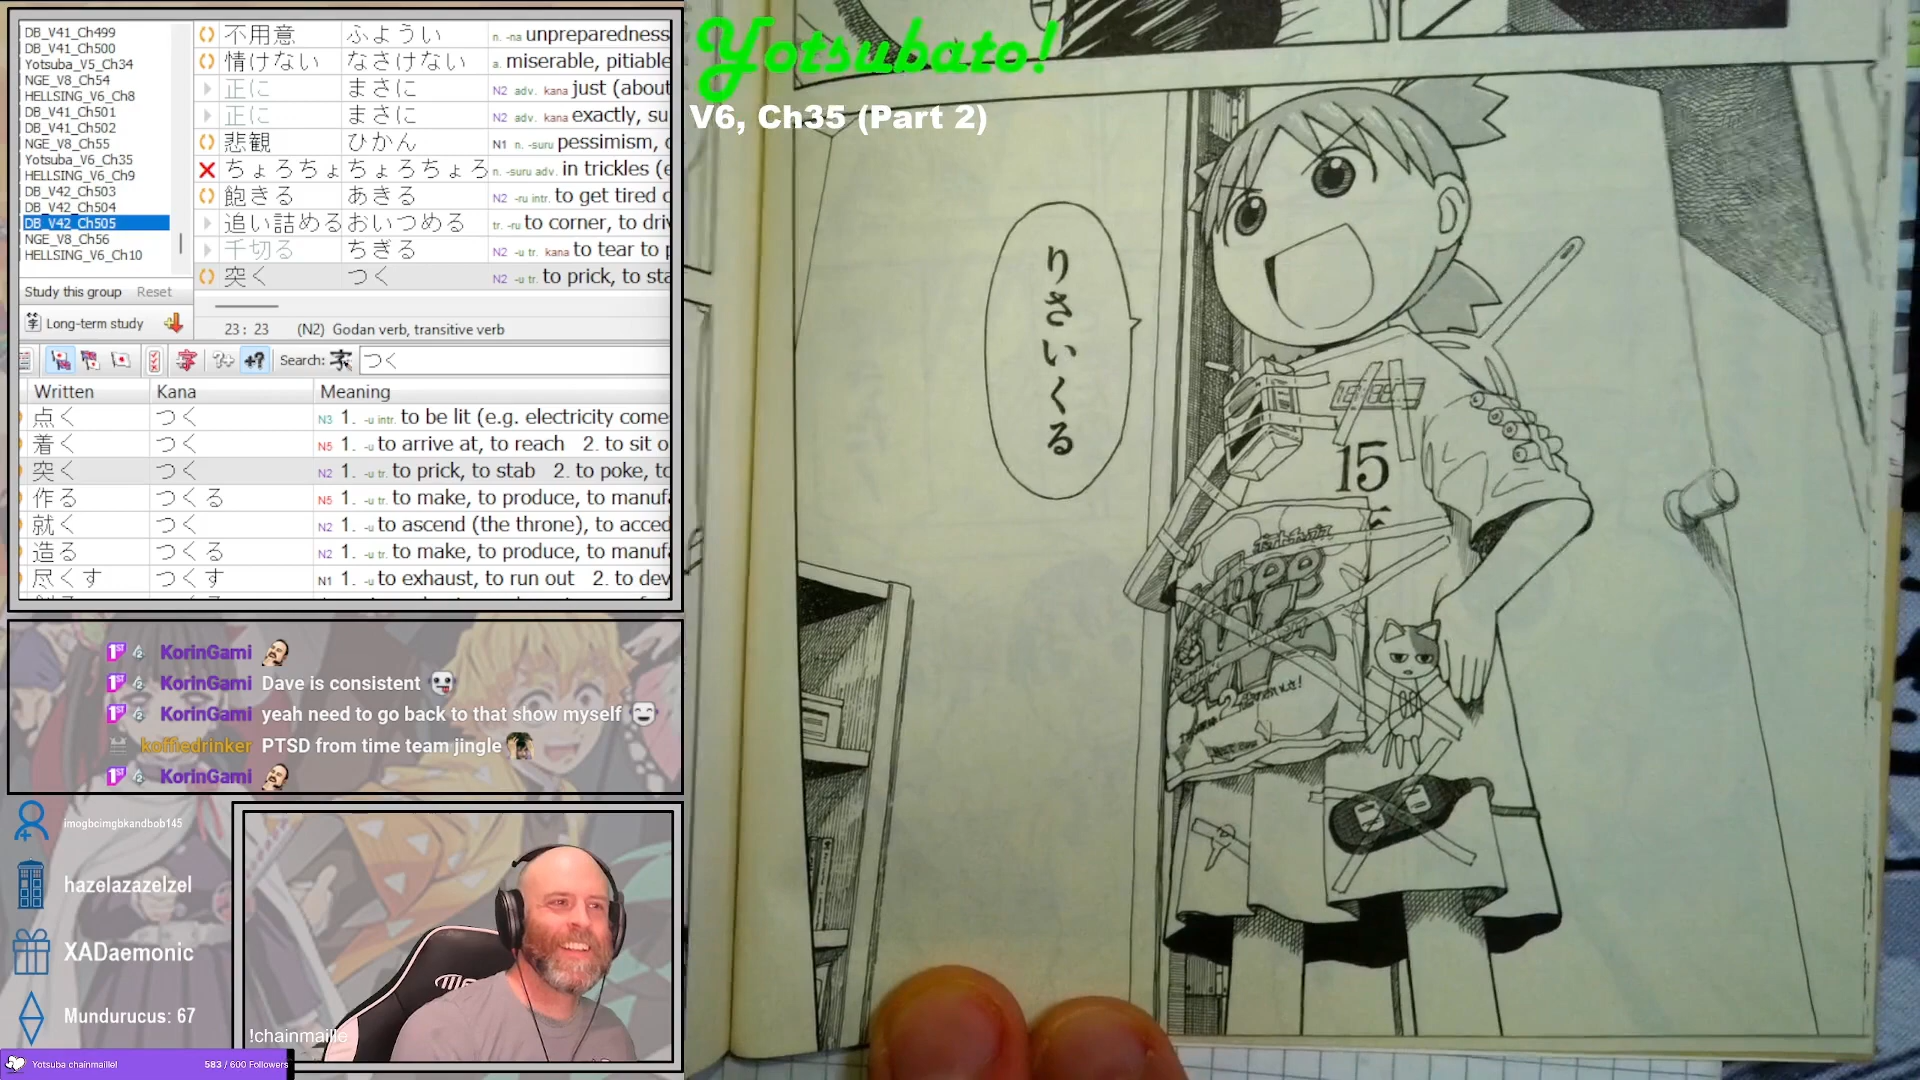 DB_V41_Ch499
DB_V41_Ch500
Yotsuba_V5_Ch34
NGE_V8_Ch54
HELLSING_V6_Ch8
DB_V41_Ch501
DB_V41_Ch502
NGE_V8_Ch55
Yotsuba_V6_Ch35
HELLSING_V6_Ch9
DB_V42_Ch503
DB_V42_Ch504
DB_V42_Ch505
NGE_V8_Ch56
HELLSING_V6_Ch10
Study this group Reset
Long-term study
不用意 ふようい n. -na unpreparedness
情けない なさけない a. miserable, pitiable
正に まさに N2 adv. kana just (about
正に まさに N2 adv. kana exactly, su
悲観 ひかん N1 n. -suru pessimism,
ちょろちょ ちょろちょろ n. -suru adv. in trickles (e
飽きる あきる N2 -ru intr. to get tired
追い詰める おいつめる tr. -ru to corner, to dri
千切る ちぎる N2 -u tr. kana to tear to
突く つく N2 -u tr. to prick, to sta
23: 23 (N2) Godan verb, transitive verb
Search: 字 つく
Written Kana Meaning
点く つく N3 1. -u intr. to be lit (e.g. electricity come
着く つく N5 1. -u to arrive at, to reach 2. to sit o
突く つく N2 1. -u tr. to prick, to stab 2. to poke, to
作る つくる N5 1. -u tr. to make, to produce, to manuf
就く つく N2 1. -u to ascend (the throne), to acced
造る つくる N2 1. -u tr. to make, to produce, to manuf
尽くす つくす N1 1. -u to exhaust, to run out 2. to dev
KorinGami
KorinGami Dave is consistent
KorinGami yeah need to go back to that show myself
koffiedrinker PTSD from time team jingle
KorinGami
imogbcimgbkandbob145
hazelazazelzel
XADaemonic
Mundurucus: 67
!chainmaille
Yotsuba chainmaille! 583 / 600 Followers
Yotsubato!
V6, Ch35 (Part 2)
りさいくる
15
ポテトチップス